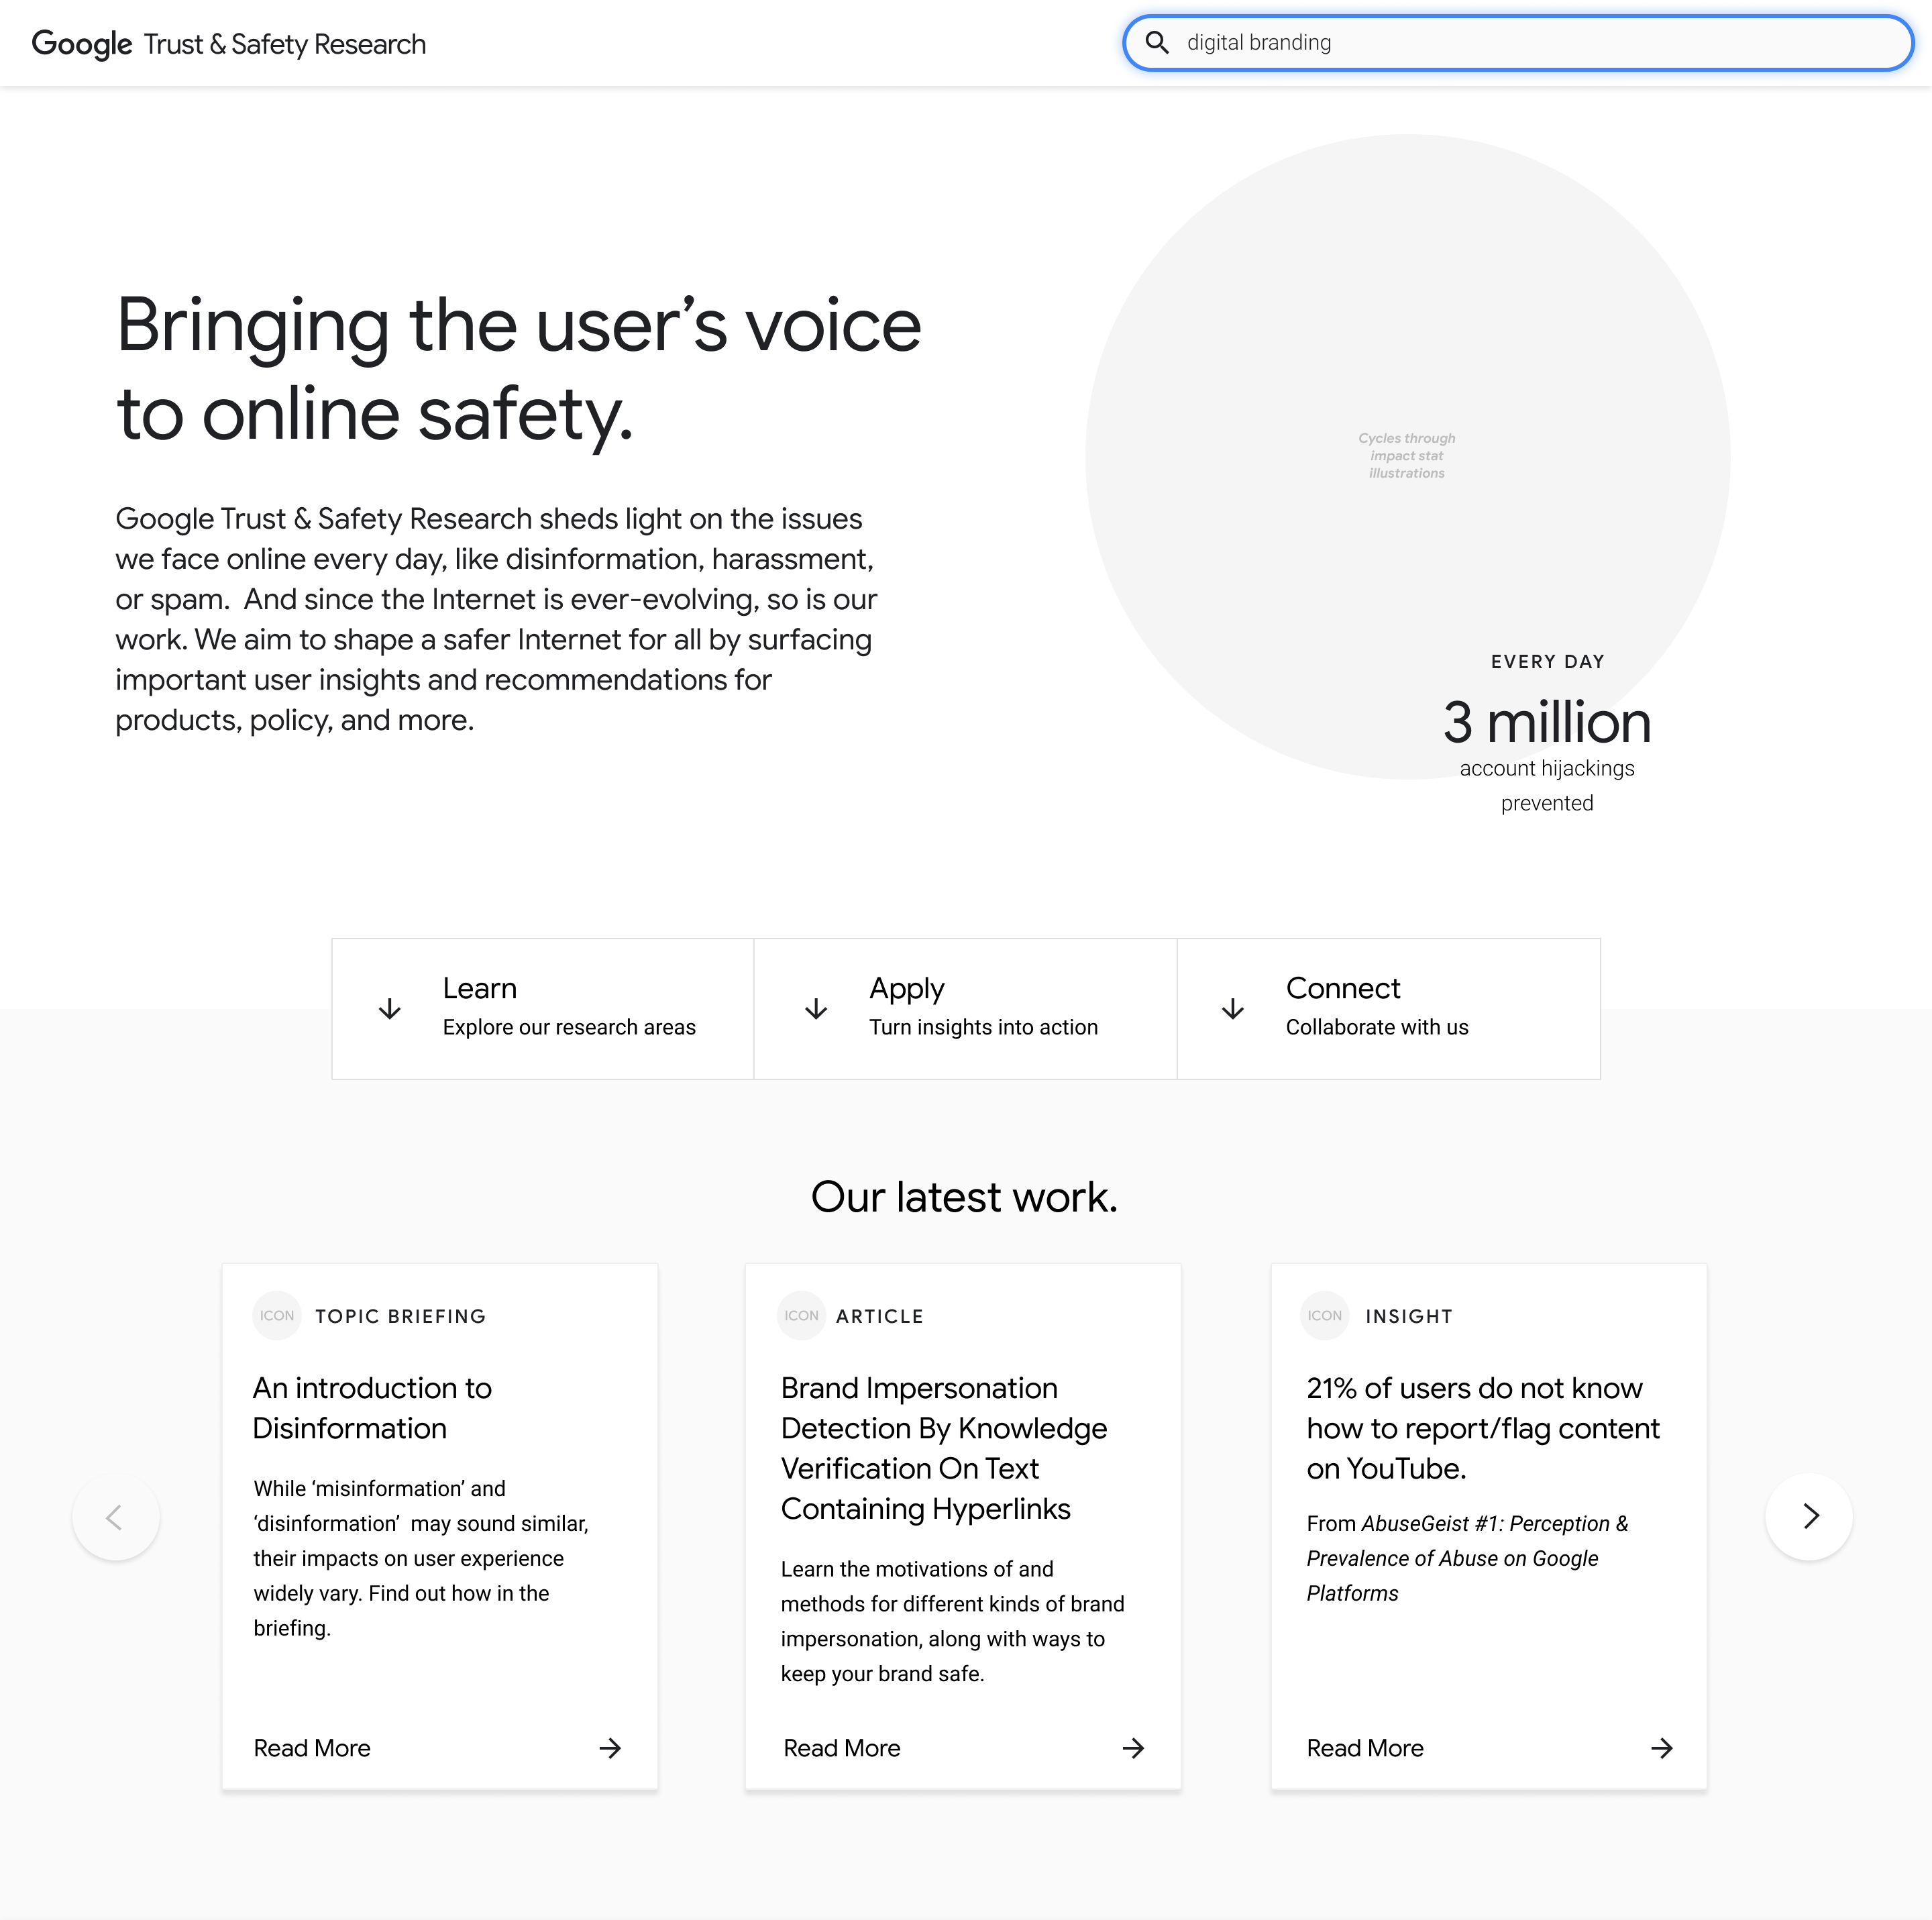 Google Trust & Safety Research
digital branding
Bringing the user’s voice
to online safety.
Google Trust & Safety Research sheds light on the issues
we face online every day, like disinformation, harassment,
or spam.  And since the Internet is ever-evolving, so is our
work. We aim to shape a safer Internet for all by surfacing
important user insights and recommendations for
products, policy, and more.
Cycles through
impact stat
illustrations
EVERY DAY
3 million
account hijackings
prevented
Learn
Explore our research areas
Apply
Turn insights into action
Connect
Collaborate with us
Our latest work.
ICON TOPIC BRIEFING
An introduction to
Disinformation
While ‘misinformation’ and
‘disinformation’  may sound similar,
their impacts on user experience
widely vary. Find out how in the
briefing.
Read More
ICON ARTICLE
Brand Impersonation
Detection By Knowledge
Verification On Text
Containing Hyperlinks
Learn the motivations of and
methods for different kinds of brand
impersonation, along with ways to
keep your brand safe.
Read More
ICON INSIGHT
21% of users do not know
how to report/flag content
on YouTube.
From AbuseGeist #1: Perception &
Prevalence of Abuse on Google
Platforms
Read More